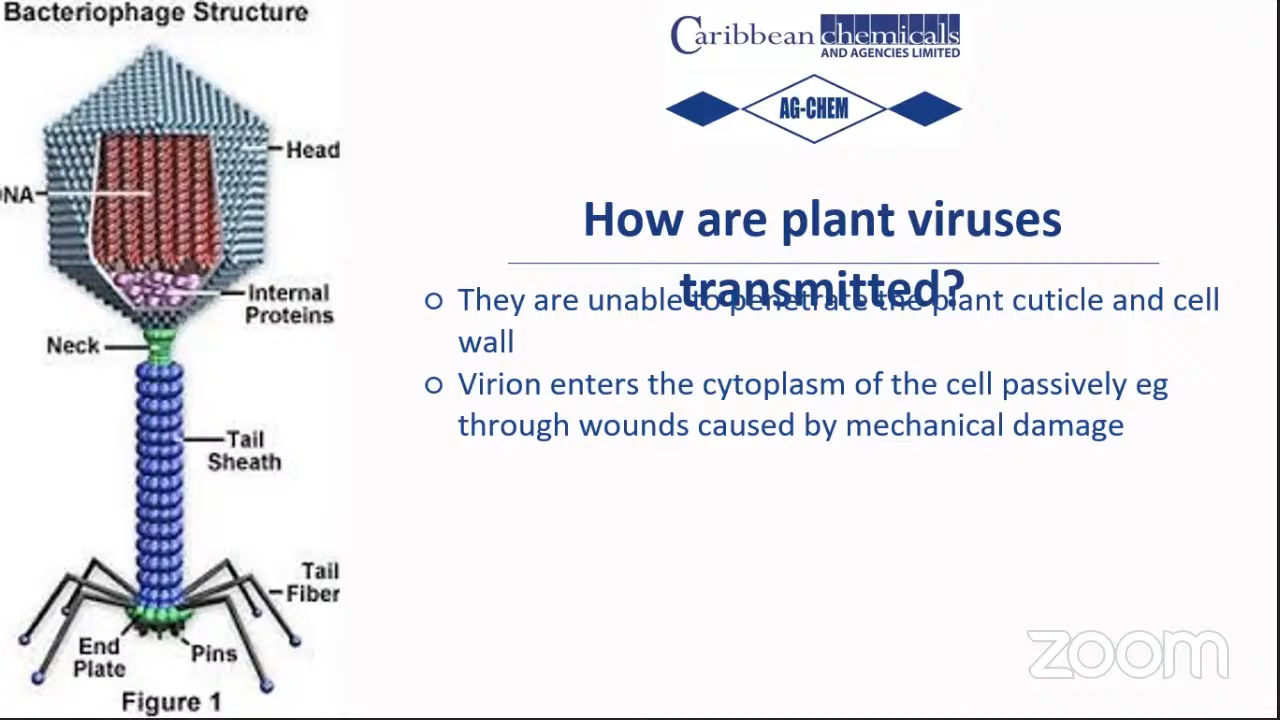 Bacteriophage Structure
Head
NA
Internal
Proteins
Neck
Tail
Sheath
Tail
Fiber
End
Plate
Pins
Figure 1
Caribbean chemicals
AND AGENCIES LIMITED
AG-CHEM
How are plant viruses
transmitted?
They are unable to penetrate the plant cuticle and cell
wall
Virion enters the cytoplasm of the cell passively eg
through wounds caused by mechanical damage
zoom